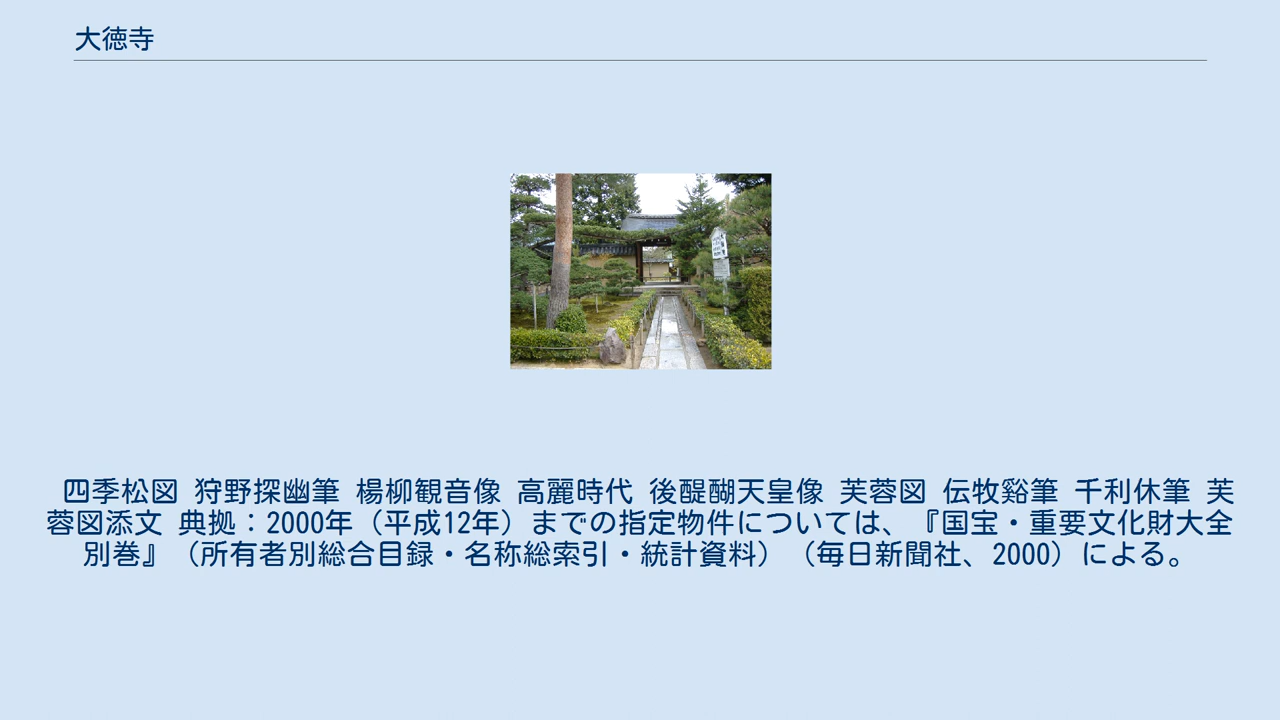 大徳寺
四季松図 狩野探幽筆 楊柳観音像 高麗時代 後醍醐天皇像 芙蓉図 伝牧谿筆 千利休筆 芙
蓉図添文 典拠：2000年（平成12年）までの指定物件については、『国宝・重要文化財大全
別巻』（所有者別総合目録・名称総索引・統計資料）（毎日新聞社、2000）による。